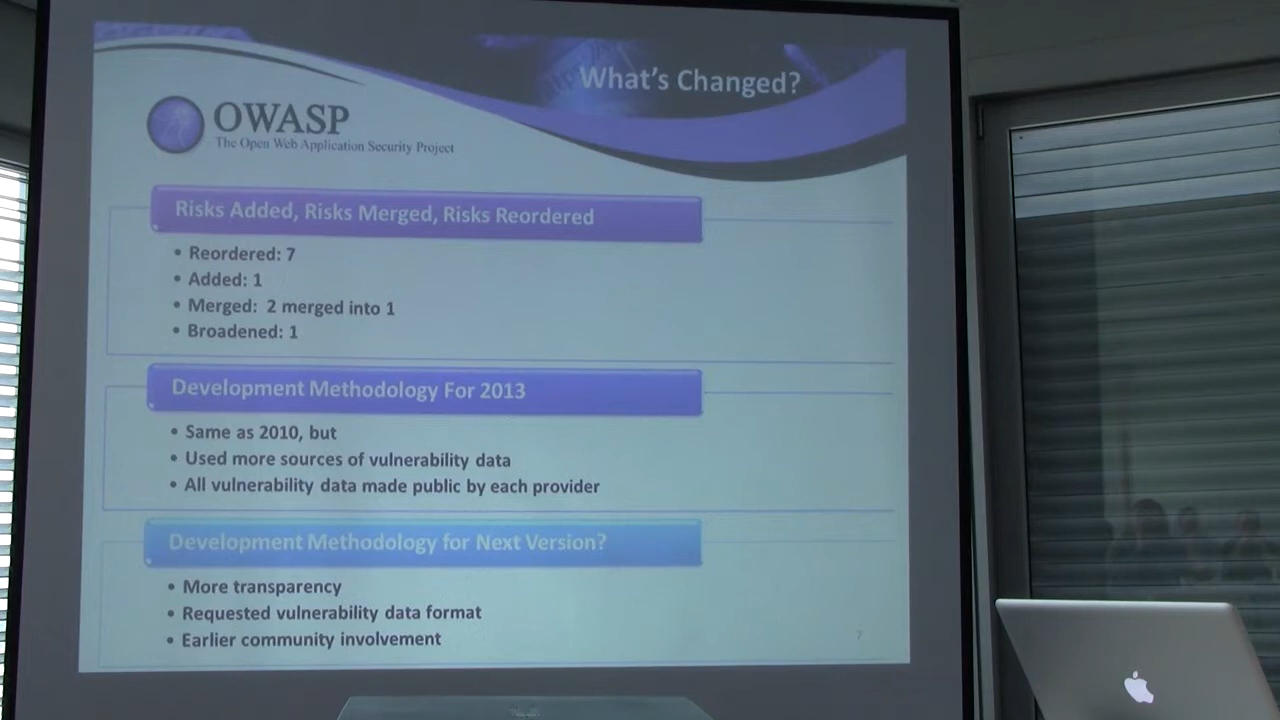 What's Changed?
OWASP
The Open Web Application Security Project
Risks Added, Risks Merged, Risks Reordered
• Reordered: 7
• Added: 1
• Merged: 2 merged into 1
• Broadened: 1
Development Methodology For 2013
• Same as 2010, but
• Used more sources of vulnerability data
• All vulnerability data made public by each provider
Development Methodology for Next Version?
• More transparency
• Requested vulnerability data format
• Earlier community involvement
7